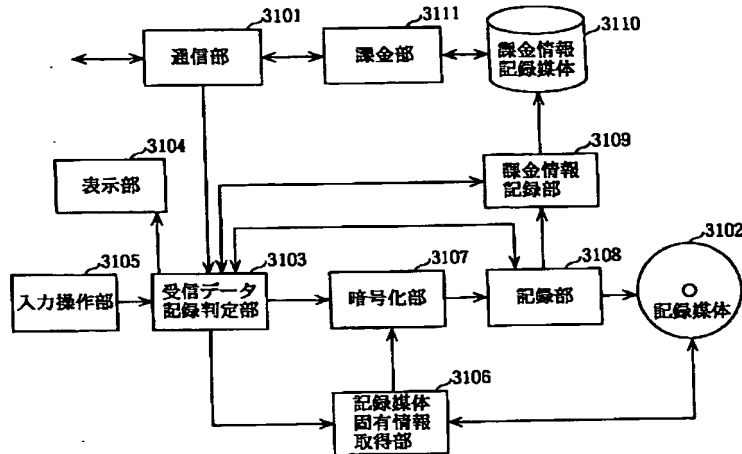 3101
通信部
3111
課金部
3110
課金情報
記録媒体
3104
表示部
3109
課金情報
記録部
3105
入力操作部
3103
受信データ
記録判定部
3107
暗号化部
3108
記録部
3102
記録媒体
3106
記録媒体
固有情報
取得部